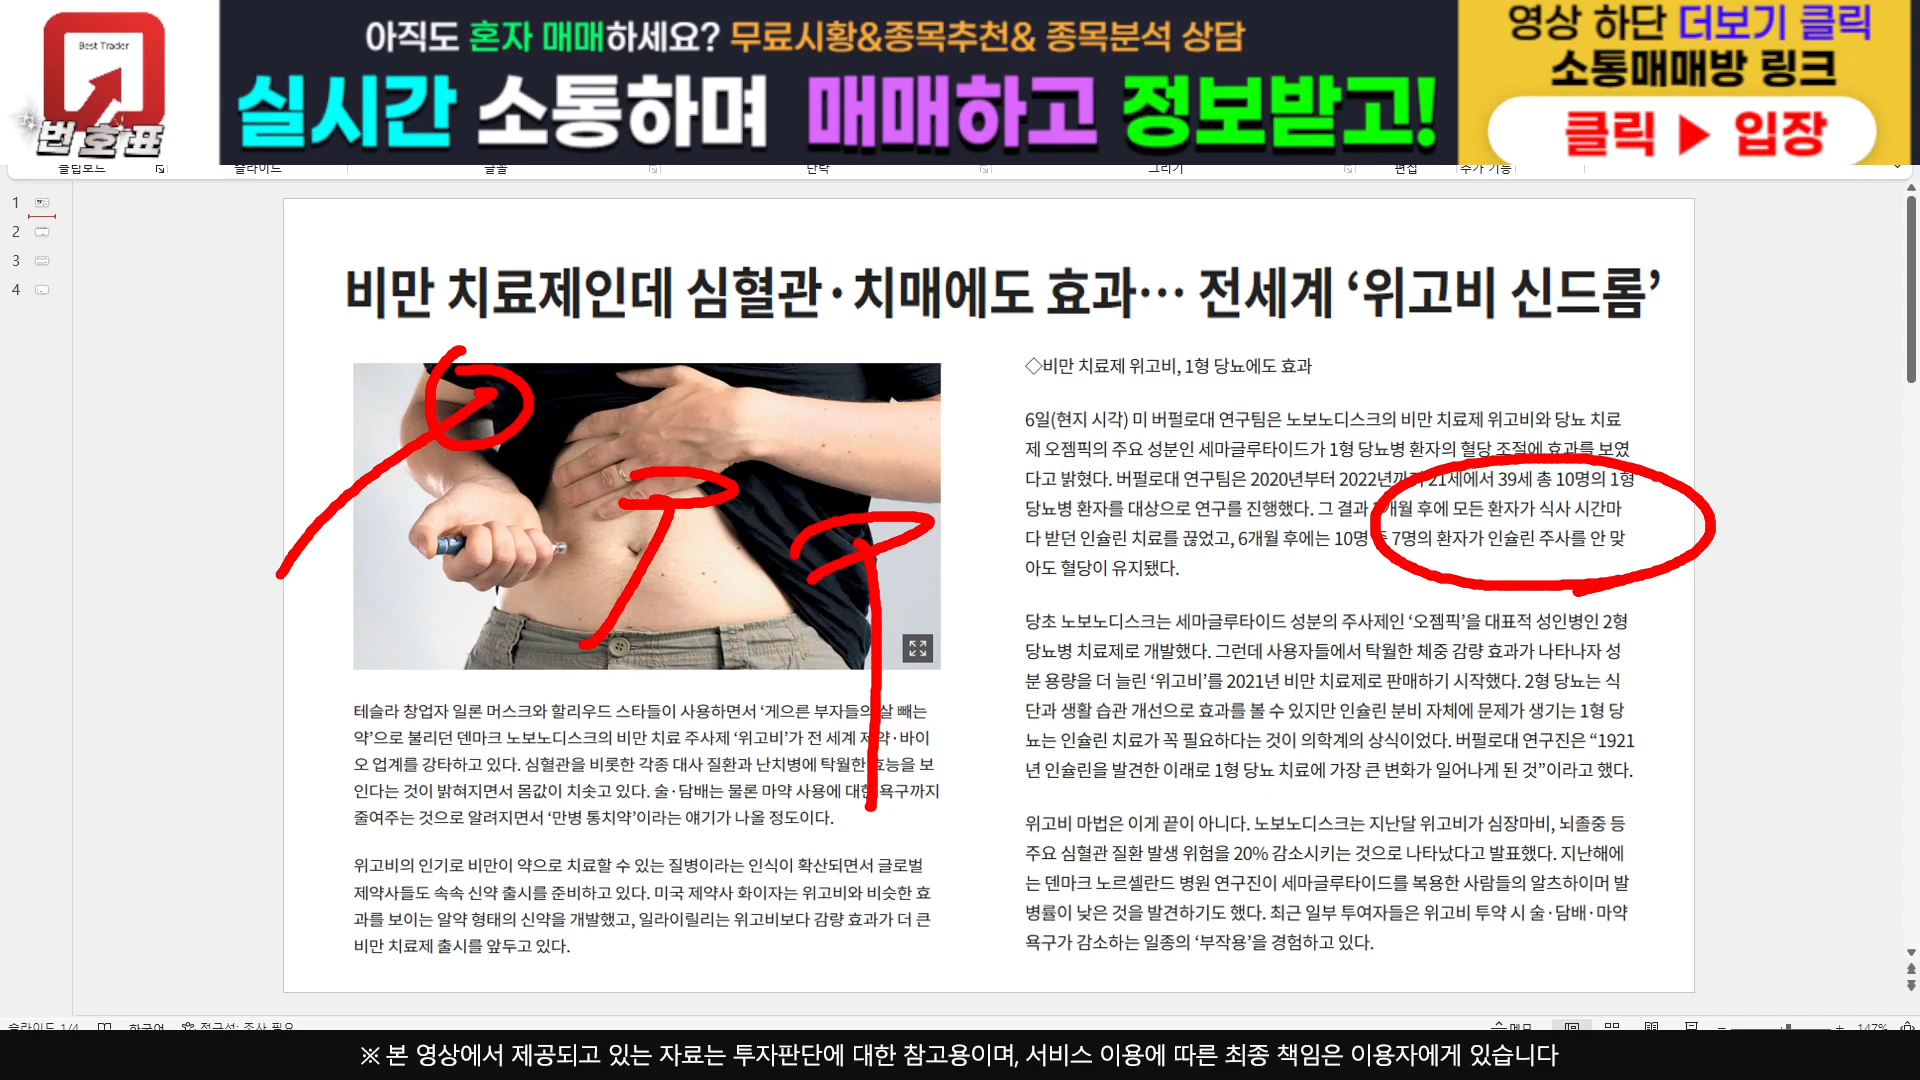 Best Trader
번호표
아직도 혼자 매매하세요? 무료시황&종목추천& 종목분석 상담
실시간 소통하며 매매하고 정보받고!
영상 하단 더보기 클릭
소통매매방 링크
클릭 ▶ 입장
클립보드
슬라이드
글꼴
단락
그리기
편집
추가 기능
1
2
3
4
비만 치료제인데 심혈관·치매에도 효과… 전세계 ‘위고비 신드롬’
테슬라 창업자 일론 머스크와 할리우드 스타들이 사용하면서 ‘게으른 부자들의 살 빼는
약’으로 불리던 덴마크 노보노디스크의 비만 치료 주사제 ‘위고비’가 전 세계 제약·바이
오 업계를 강타하고 있다. 심혈관을 비롯한 각종 대사 질환과 난치병에 탁월한 효능을 보
인다는 것이 밝혀지면서 몸값이 치솟고 있다. 술·담배는 물론 마약 사용에 대한 욕구까지
줄여주는 것으로 알려지면서 ‘만병 통치약’이라는 얘기가 나올 정도이다.
위고비의 인기로 비만이 약으로 치료할 수 있는 질병이라는 인식이 확산되면서 글로벌
제약사들도 속속 신약 출시를 준비하고 있다. 미국 제약사 화이자는 위고비와 비슷한 효
과를 보이는 알약 형태의 신약을 개발했고, 일라이릴리는 위고비보다 감량 효과가 더 큰
비만 치료제 출시를 앞두고 있다.
◇비만 치료제 위고비, 1형 당뇨에도 효과
6일(현지 시각) 미 버펄로대 연구팀은 노보노디스크의 비만 치료제 위고비와 당뇨 치료
제 오젬픽의 주요 성분인 세마글루타이드가 1형 당뇨병 환자의 혈당 조절에 효과를 보였
다고 밝혔다. 버펄로대 연구팀은 2020년부터 2022년까지 21세에서 39세 총 10명의 1형
당뇨병 환자를 대상으로 연구를 진행했다. 그 결과 개월 후에 모든 환자가 식사 시간마
다 받던 인슐린 치료를 끊었고, 6개월 후에는 10명 중 7명의 환자가 인슐린 주사를 안 맞
아도 혈당이 유지됐다.
당초 노보노디스크는 세마글루타이드 성분의 주사제인 ‘오젬픽’을 대표적 성인병인 2형
당뇨병 치료제로 개발했다. 그런데 사용자들에서 탁월한 체중 감량 효과가 나타나자 성
분 용량을 더 늘린 ‘위고비’를 2021년 비만 치료제로 판매하기 시작했다. 2형 당뇨는 식
단과 생활 습관 개선으로 효과를 볼 수 있지만 인슐린 분비 자체에 문제가 생기는 1형 당
뇨는 인슐린 치료가 꼭 필요하다는 것이 의학계의 상식이었다. 버펄로대 연구진은 “1921
년 인슐린을 발견한 이래로 1형 당뇨 치료에 가장 큰 변화가 일어나게 된 것”이라고 했다.
위고비 마법은 이게 끝이 아니다. 노보노디스크는 지난달 위고비가 심장마비, 뇌졸중 등
주요 심혈관 질환 발생 위험을 20% 감소시키는 것으로 나타났다고 발표했다. 지난해에
는 덴마크 노르셸란드 병원 연구진이 세마글루타이드를 복용한 사람들의 알츠하이머 발
병률이 낮은 것을 발견하기도 했다. 최근 일부 투여자들은 위고비 투약 시 술·담배·마약
욕구가 감소하는 일종의 ‘부작용’을 경험하고 있다.
슬라이드 1/4 한국어 접근성: 조사 필요
메모 147%
※ 본 영상에서 제공되고 있는 자료는 투자판단에 대한 참고용이며, 서비스 이용에 따른 최종 책임은 이용자에게 있습니다